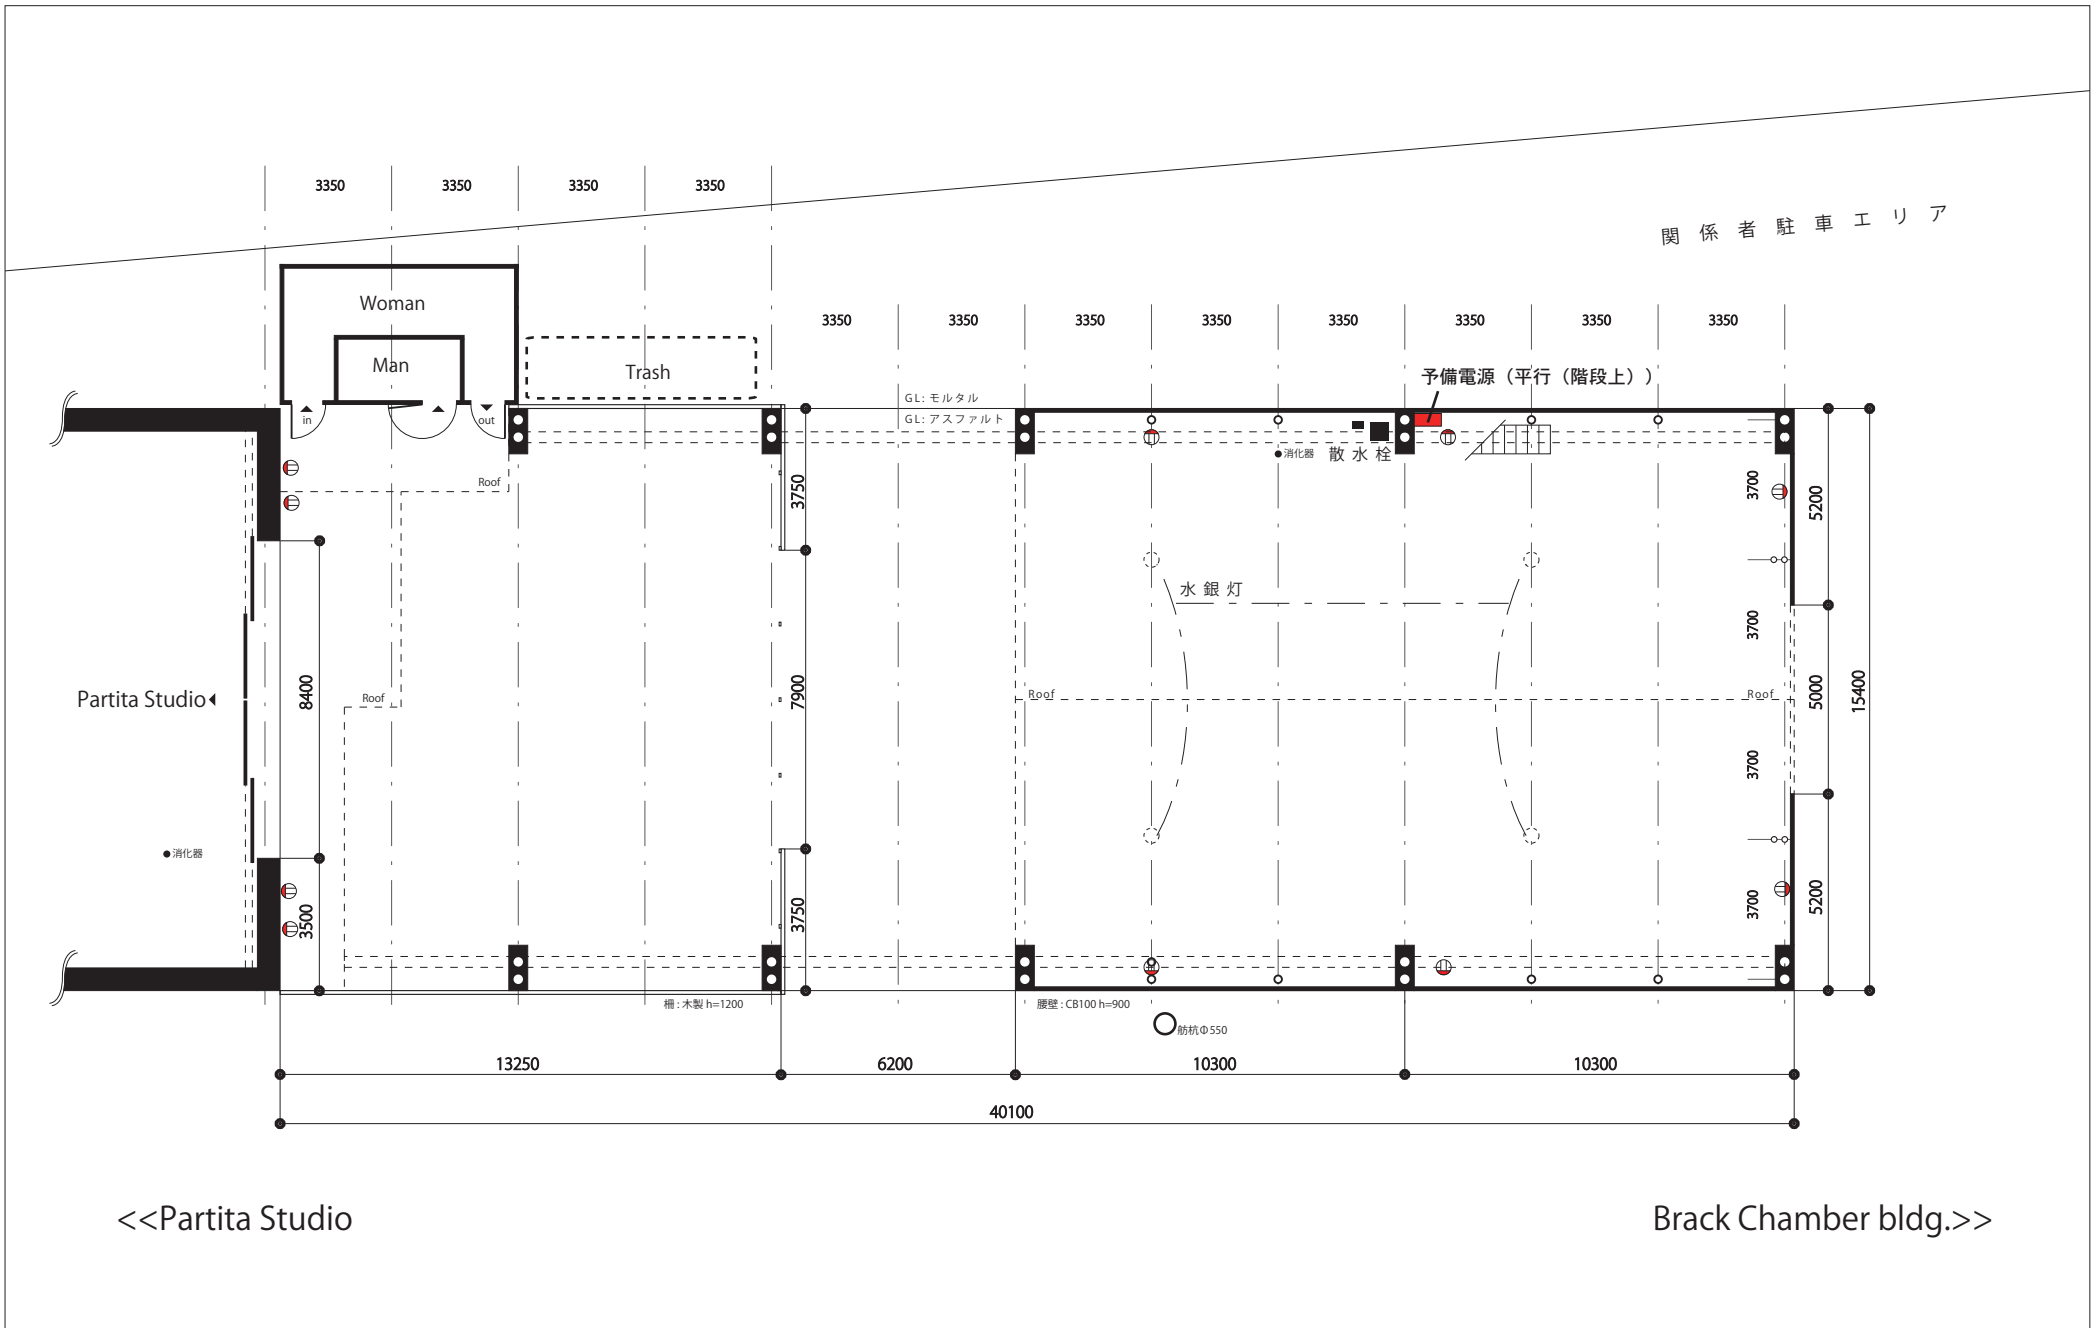 3350 3350 3350 3350
関係者駐車エリア
Woman
3350 3350 3350 3350 3350 3350 3350 3350
Man
Trash
予備電源（平行（階段上））
GL: モルタル
in
out
GL: アスファルト
消化器
散水栓
Roof
3750
3700
5200
水銀灯
3700
8400
7900
Partita Studio
Roof
Roof
Roof
5000
15400
3700
消化器
3500
3750
3700
5200
柵 : 木製 h=1200
腰壁 : CB100 h=900
舫杭Φ550
13250
6200
10300
10300
40100
<<Partita Studio
Brack Chamber bldg.>>